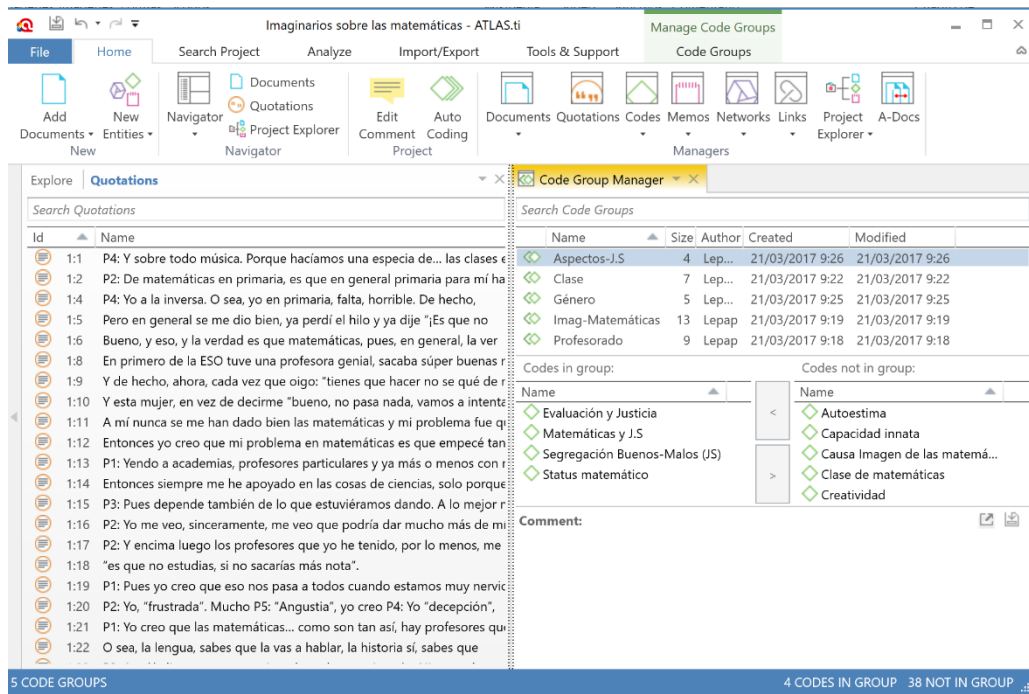 Imaginarios sobre las matemáticas - ATLAS.ti
Manage Code Groups
File Home Search Project Analyze Import/Export Tools & Support Code Groups
Add Documents
New Entities
New
Navigator
Documents
Quotations
Project Explorer
Navigator
Edit Comment
Auto Coding
Project
Documents Quotations Codes Memos Networks Links Project Explorer A-Docs
Managers
Explore Quotations
Search Quotations
Id Name
1:1 P4: Y sobre todo música. Porque hacíamos una especia de... las clases
1:2 P2: De matemáticas en primaria, es que en general primaria para mí ha
1:4 P4: Yo a la inversa. O sea, yo en primaria, falta, horrible. De hecho,
1:5 Pero en general se me dio bien, ya perdí el hilo y ya dije "¡Es que no
1:6 Bueno, y eso, y la verdad es que matemáticas, pues, en general, la ver
1:8 En primero de la ESO tuve una profesora genial, sacaba súper buenas
1:9 Y de hecho, ahora, cada vez que oigo: "tienes que hacer no se qué de
1:10 Y esta mujer, en vez de decirme "bueno, no pasa nada, vamos a intenta
1:11 A mí nunca se me han dado bien las matemáticas y mi problema fue
1:12 Entonces yo creo que mi problema en matemáticas es que empecé tan
1:13 P1: Yendo a academias, profesores particulares y ya más o menos con
1:14 Entonces siempre me he apoyado en las cosas de ciencias, solo porque
1:15 P3: Pues depende también de lo que estuviéramos dando. A lo mejor
1:16 P2: Yo me veo, sinceramente, me veo que podría dar mucho más de
1:17 P2: Y encima luego los profesores que yo he tenido, por lo menos, me
1:18 "es que no estudias, si no sacarías más nota".
1:19 P1: Pues yo creo que eso nos pasa a todos cuando estamos muy
1:20 P2: Yo, "frustrada". Mucho P5: "Angustia", yo creo P4: Yo "decepción",
1:21 P1: Yo creo que las matemáticas... como son tan así, hay profesores
1:22 O sea, la lengua, sabes que la vas a hablar, la historia sí, sabes que
Code Group Manager
Search Code Groups
Name Size Author Created Modified
Aspectos-J.S 4 Lep... 21/03/2017 9:26 21/03/2017 9:26
Clase 7 Lep... 21/03/2017 9:22 21/03/2017 9:22
Género 5 Lep... 21/03/2017 9:25 21/03/2017 9:25
Imag-Matemáticas 13 Lepap 21/03/2017 9:19 21/03/2017 9:19
Profesorado 9 Lepap 21/03/2017 9:18 21/03/2017 9:18
Codes in group:
Name
Evaluación y Justicia
Matemáticas y J.S
Segregación Buenos-Malos (JS)
Status matemático
<
>
Codes not in group:
Name
Autoestima
Capacidad innata
Causa Imagen de las matemá...
Clase de matemáticas
Creatividad
Comment:
5 CODE GROUPS
4 CODES IN GROUP 38 NOT IN GROUP